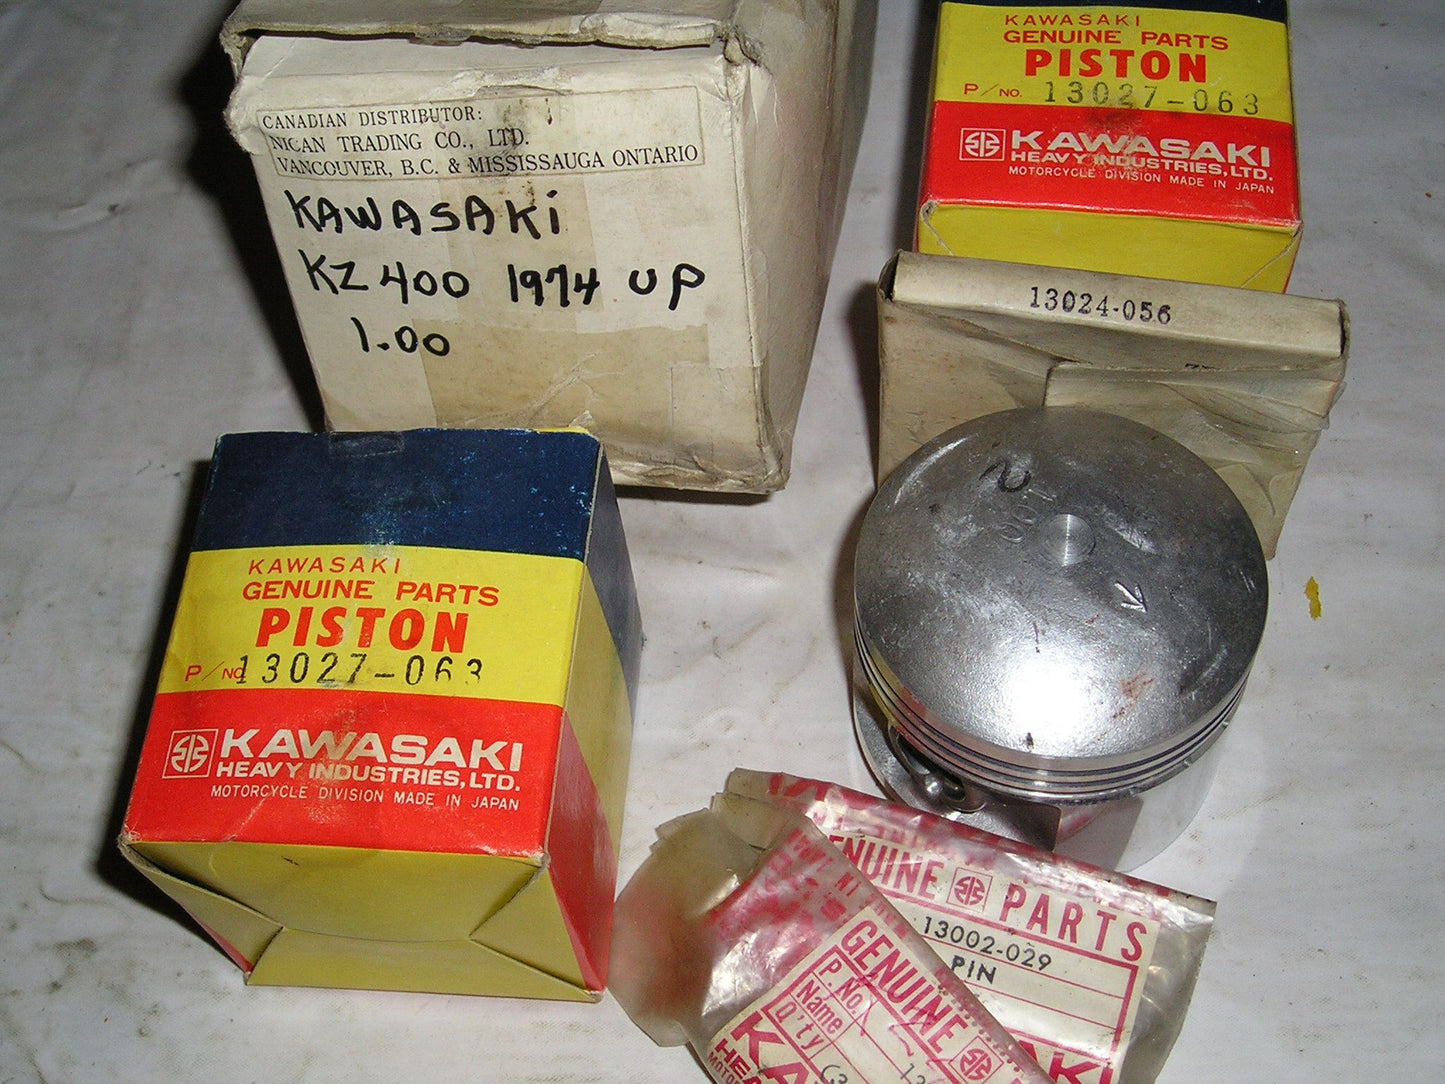 CANADIAN DISTRIBUTOR:
NICAN TRADING CO., LTD.
VANCOUVER, B.C. & MISSISSAUGA ONTARIO
KAWASAKi
KZ400 1974 UP
1.00
KAWASAKI
GENUINE PARTS
PISTON
P/NO. 13027-063
KAWASAKI
HEAVY INDUSTRIES, LTD.
MOTORCYCLE DIVISION MADE IN JAPAN
13024-056
1.00
KAWASAKI
GENUINE PARTS
PISTON
P/NO. 13027-063
KAWASAKI
HEAVY INDUSTRIES, LTD.
MOTORCYCLE DIVISION MADE IN JAPAN
GENUINE PARTS
13002-029
PIN
GENUINE
P. No.
Name
Q'ty